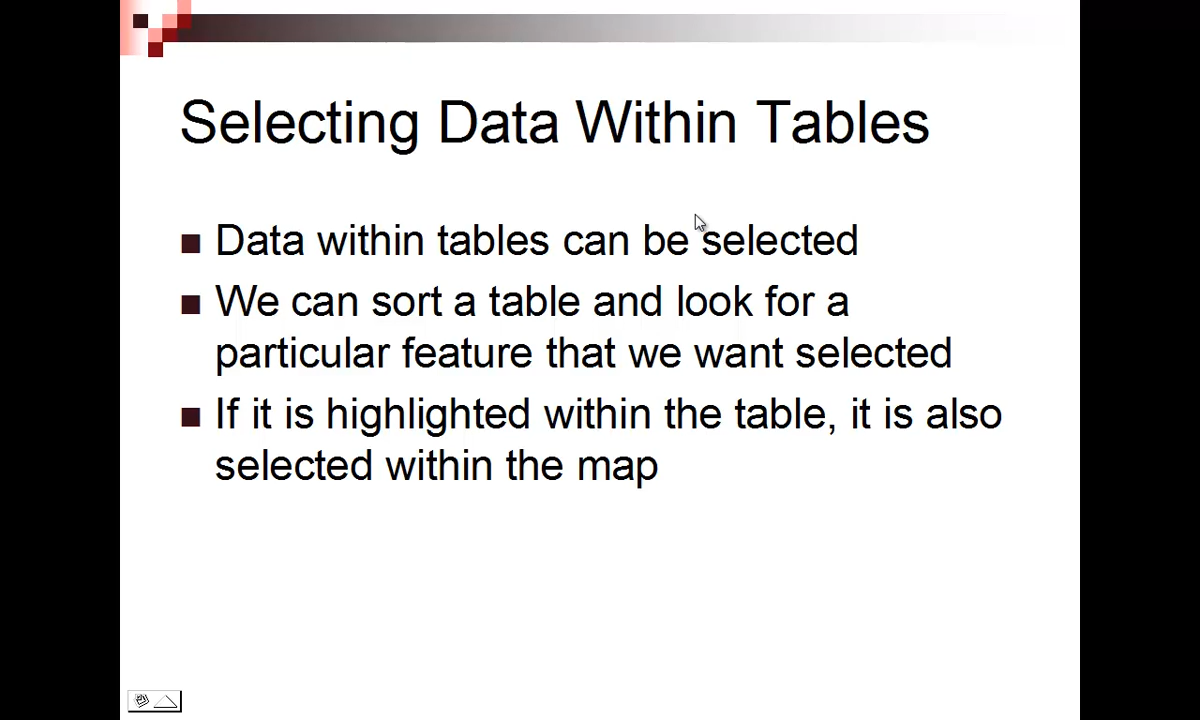 Selecting Data Within Tables
Data within tables can be selected
We can sort a table and look for a
particular feature that we want selected
If it is highlighted within the table, it is also
selected within the map